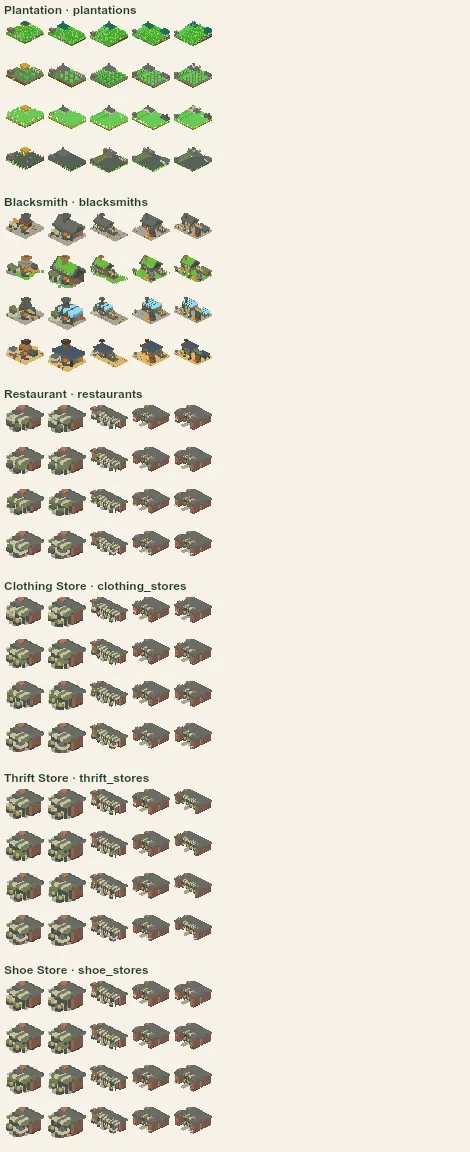 Plantation · plantations
Blacksmith · blacksmiths
Restaurant · restaurants
Clothing Store · clothing_stores
Thrift Store · thrift_stores
Shoe Store · shoe_stores